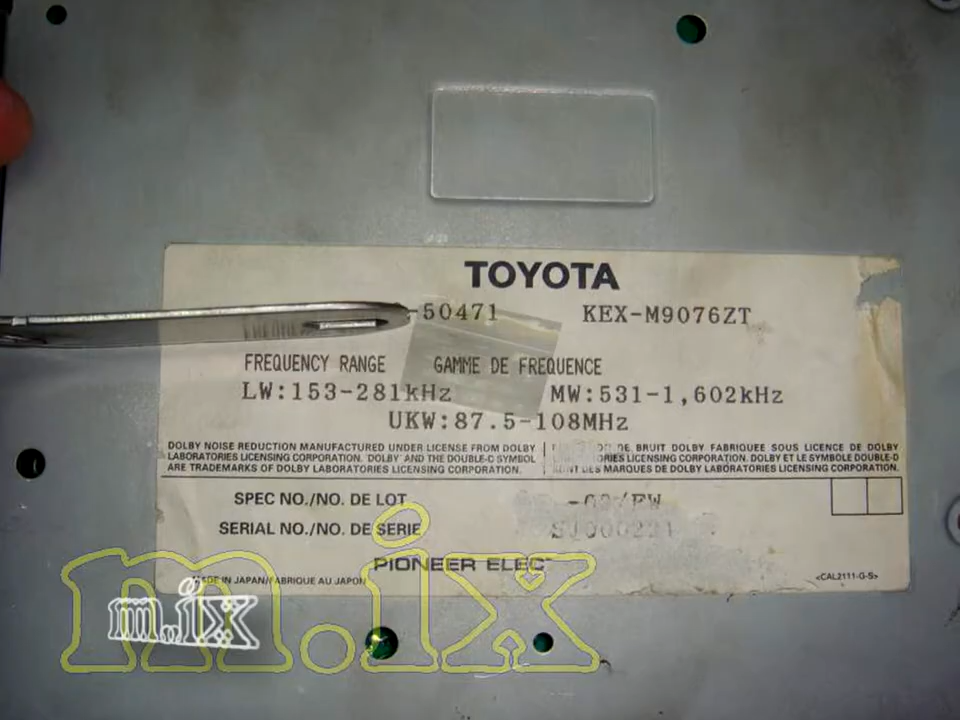 TOYOTA
-50471 KEX-M9076ZT
FREQUENCY RANGE GAMME DE FREQUENCE
LW:153-281kHz MW:531-1,602kHz
UKW:87.5-108MHz
DOLBY NOISE REDUCTION MANUFACTURED UNDER LICENSE FROM DOLBY
LABORATORIES LICENSING CORPORATION. 'DOLBY' AND THE DOUBLE-D SYMBOL
ARE TRADEMARKS OF DOLBY LABORATORIES LICENSING CORPORATION.
DE BRUIT DOLBY FABRIQUEE SOUS LICENCE DE DOLBY
LICENSING CORPORATION. DOLBY ET LE SYMBOLE DOUBLE-D
DES MARQUES DE DOLBY LABORATORIES LICENSING CORPORATION.
SPEC NO./NO. DE LOT
SERIAL NO./NO. DE SERIE
PIONEER ELEC
MADE IN JAPAN/FABRIQUE AU JAPON
<CAL2111-G-S>
m.ix
m.ix